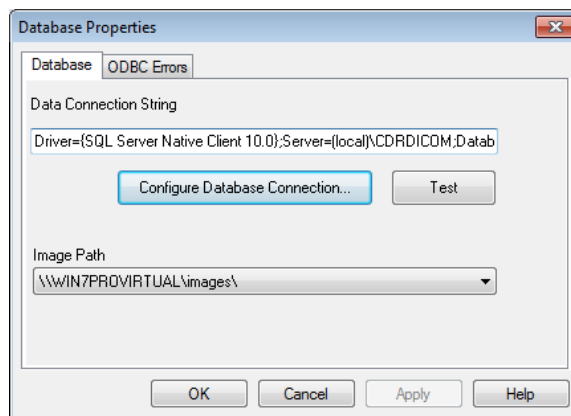 Database Properties
Database
ODBC Errors
Data Connection String
Driver={SQL Server Native Client 10.0};Server=(local)\CDRDICOM;Datab
Configure Database Connection...
Test
Image Path
\\WIN7PROVIRTUAL\images\
OK
Cancel
Apply
Help